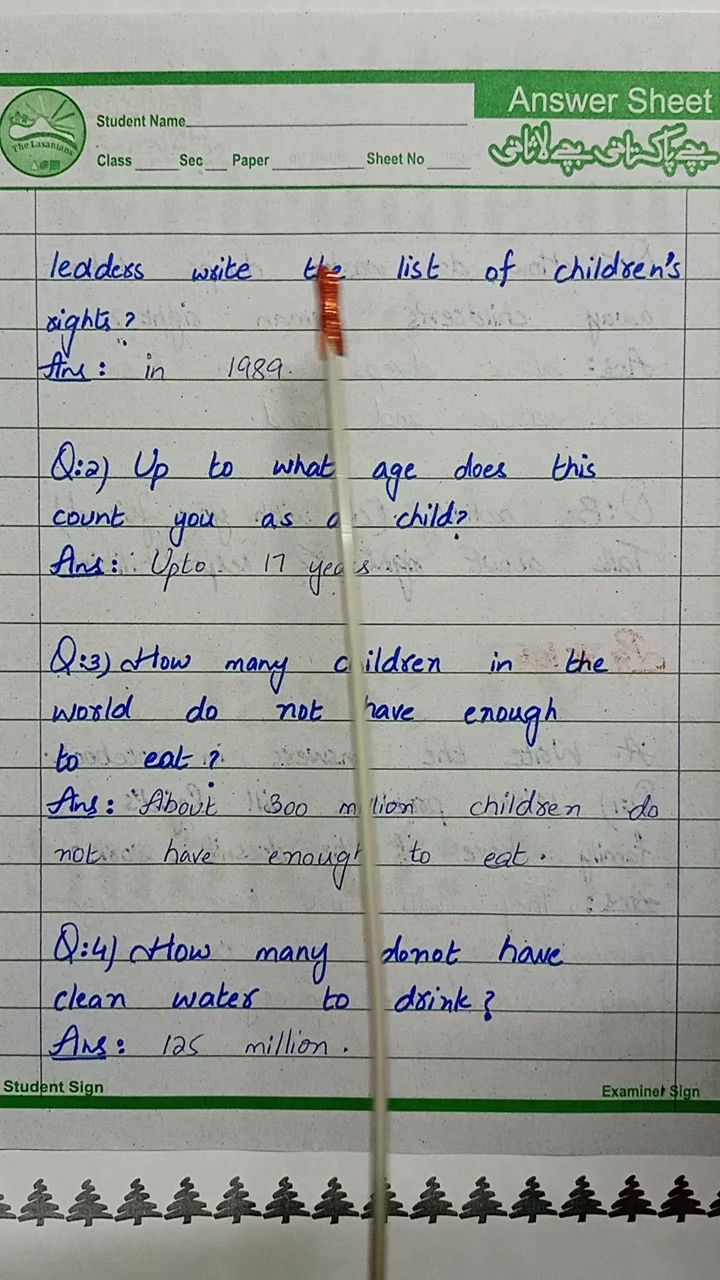 Answer Sheet
The Lasanians
Student Name
Class Sec Paper Sheet No
leaders write the list of children's
rights?
Ans: in 1989.
Q:2) Up to what age does this
count you as a child?
Ans: Upto 17 years
Q:3) How many children in the
world do not have enough
to eat?
Ans: About 300 million children do
not have enough to eat.
Q:4) How many donot have
clean water to drink?
Ans: 125 million.
Student Sign
Examiner Sign